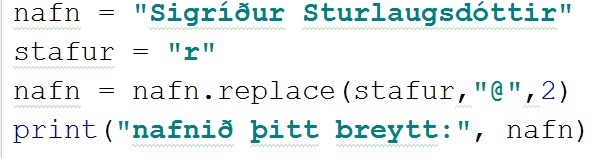 nafn = "Sigríður Sturlaugsdóttir"
stafur = "r"
nafn = nafn.replace(stafur,"@",2)
print("nafnið þitt breytt:", nafn)